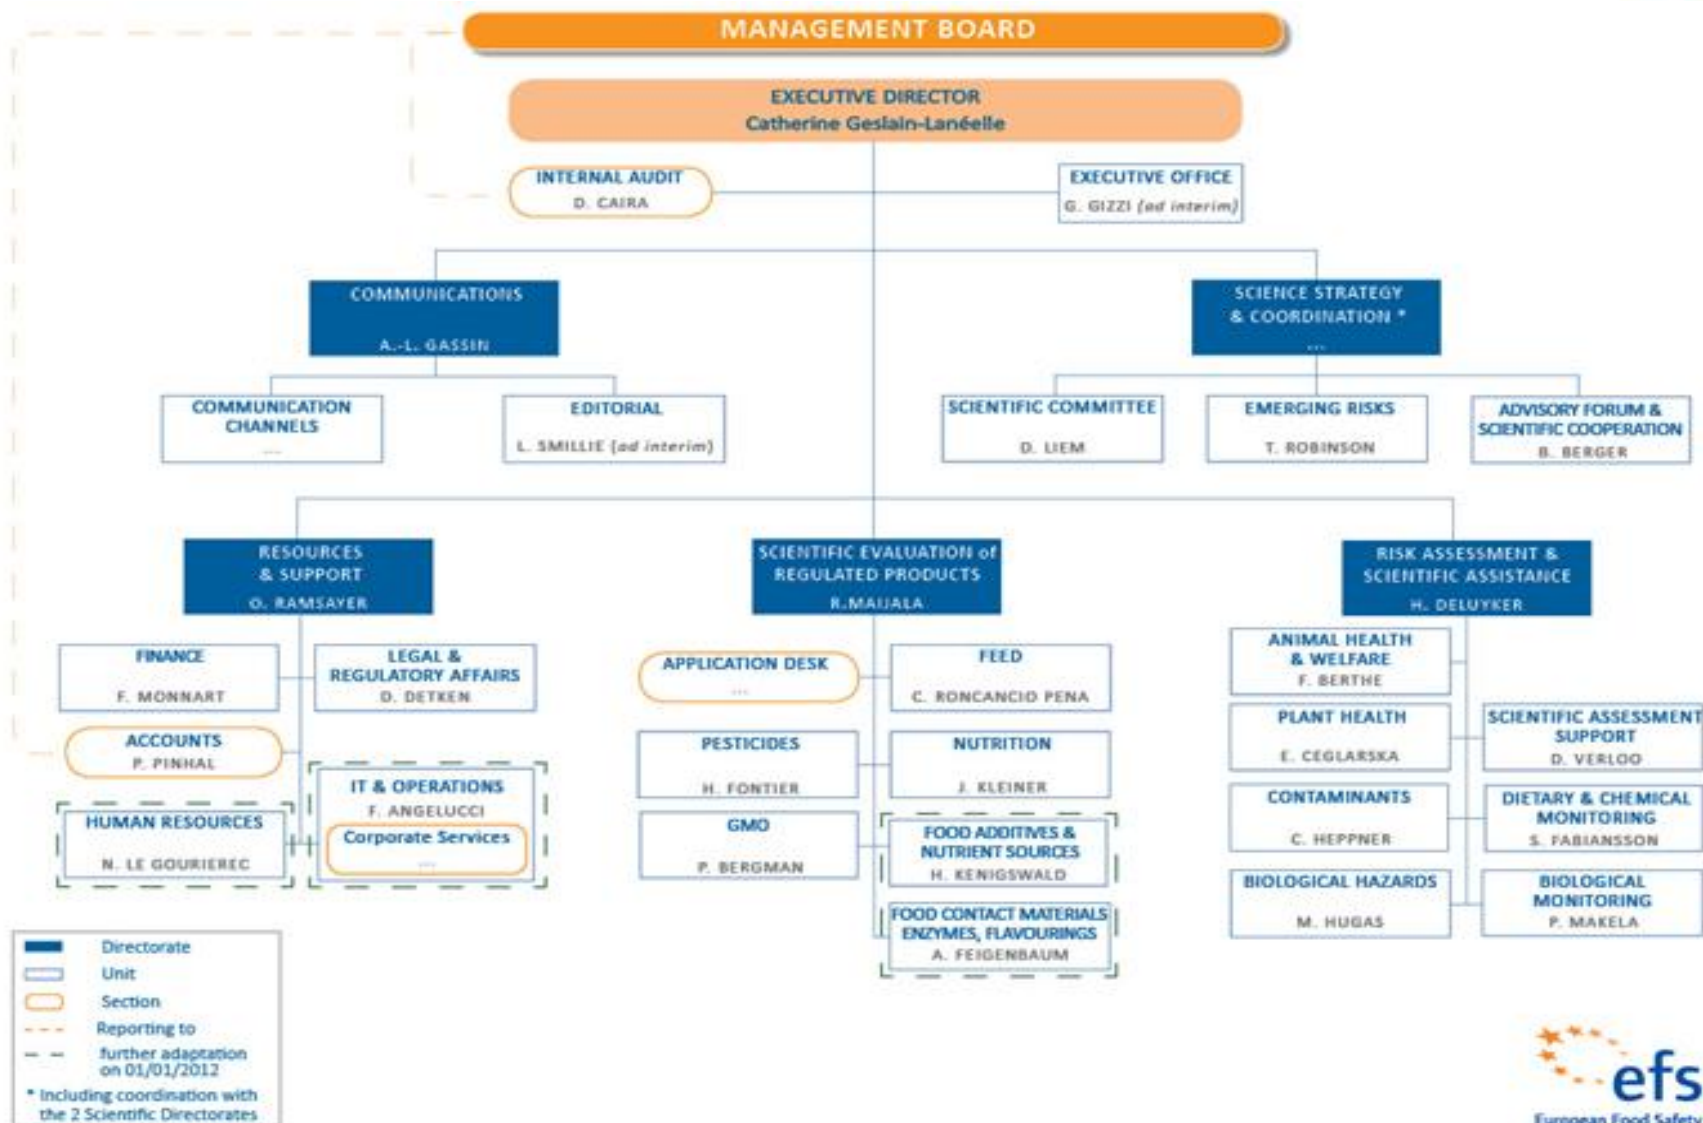 MANAGEMENT BOARD
EXECUTIVE DIRECTOR
Catherine Geslain-Lanéelle
INTERNAL AUDIT
D. CAIRA
EXECUTIVE OFFICE
G. GIZZI (ad interim)
COMMUNICATIONS
A.-L. GASSIN
SCIENCE STRATEGY
& COORDINATION *
...
COMMUNICATION
CHANNELS
...
EDITORIAL
L. SMILLIE (ad interim)
SCIENTIFIC COMMITTEE
D. LIEM
EMERGING RISKS
T. ROBINSON
ADVISORY FORUM &
SCIENTIFIC COOPERATION
B. BERGER
RESOURCES
& SUPPORT
O. RAMSAYER
SCIENTIFIC EVALUATION of
REGULATED PRODUCTS
R.MAIJALA
RISK ASSESSMENT &
SCIENTIFIC ASSISTANCE
H. DELUYKER
FINANCE
F. MONNART
LEGAL &
REGULATORY AFFAIRS
D. DETKEN
ACCOUNTS
P. PINHAL
IT & OPERATIONS
F. ANGELUCCI
Corporate Services
...
HUMAN RESOURCES
N. LE GOURIEREC
APPLICATION DESK
...
FEED
C. RONCANCIO PENA
PESTICIDES
H. FONTIER
NUTRITION
J. KLEINER
GMO
P. BERGMAN
FOOD ADDITIVES &
NUTRIENT SOURCES
H. KENIGSWALD
FOOD CONTACT MATERIALS
ENZYMES, FLAVOURINGS
A. FEIGENBAUM
ANIMAL HEALTH
& WELFARE
F. BERTHE
PLANT HEALTH
E. CEGLARSKA
SCIENTIFIC ASSESSMENT
SUPPORT
D. VERLOO
CONTAMINANTS
C. HEPPNER
DIETARY & CHEMICAL
MONITORING
S. FABIANSSON
BIOLOGICAL HAZARDS
M. HUGAS
BIOLOGICAL
MONITORING
P. MAKELA
Directorate
Unit
Section
Reporting to
further adaptation
on 01/01/2012
* Including coordination with
the 2 Scientific Directorates
efs
European Food Safety